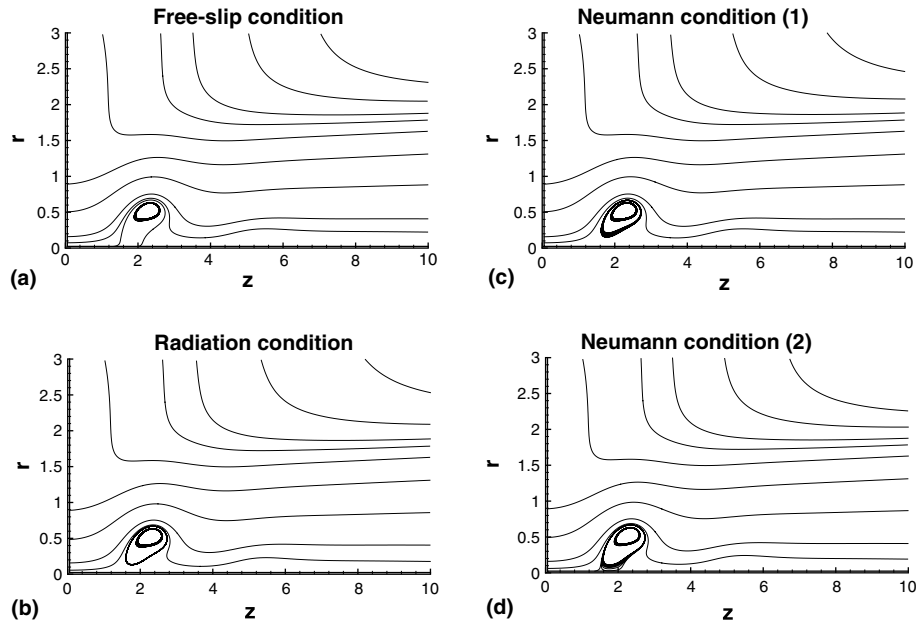 Free-slip condition
3
2.5
2
r
1.5
1
0.5
0
0 2 4 6 8 10
(a)
z
Neumann condition (1)
3
2.5
2
r
1.5
1
0.5
0
0 2 4 6 8 10
(c)
z
Radiation condition
3
2.5
2
r
1.5
1
0.5
0
0 2 4 6 8 10
(b)
z
Neumann condition (2)
3
2.5
2
r
1.5
1
0.5
0
0 2 4 6 8 10
(d)
z